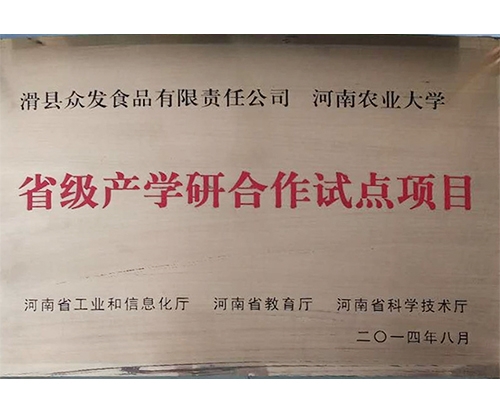 滑县众发食品有限责任公司 河南农业大学
省级产学研合作试点项目
河南省工业和信息化厅 河南省教育厅 河南省科学技术厅
二〇一四年八月